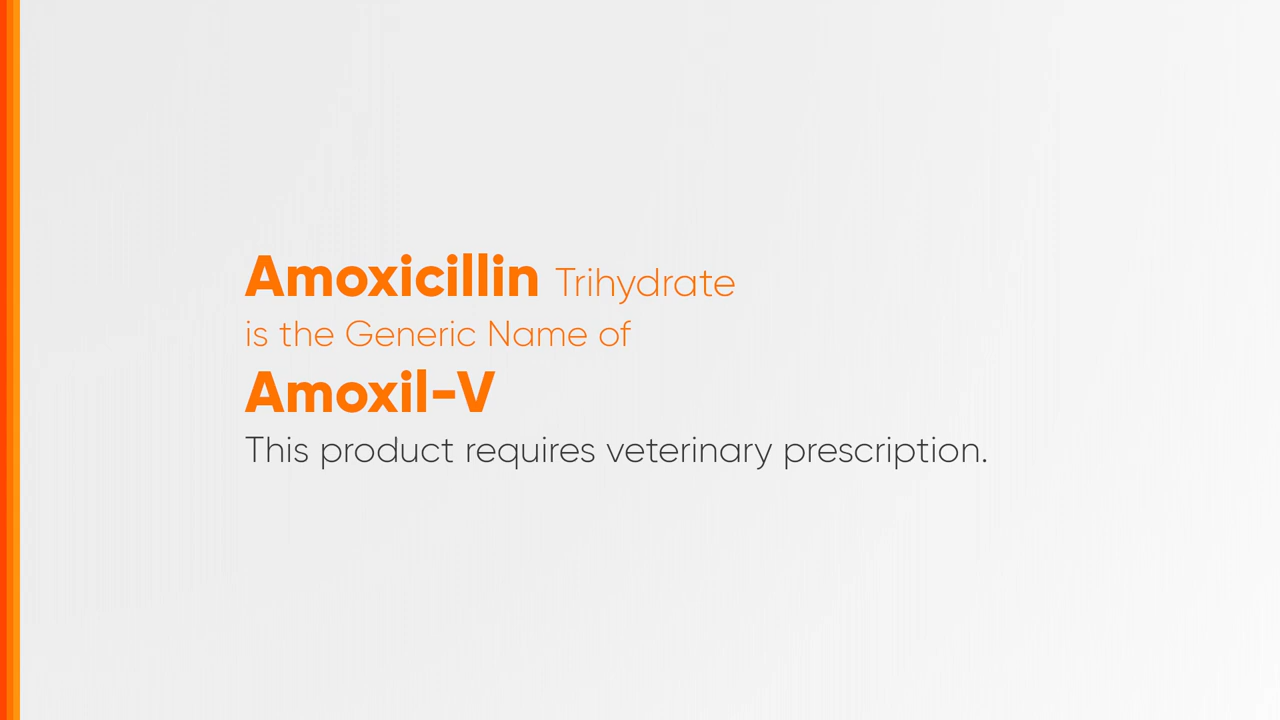 Amoxicillin Trihydrate
is the Generic Name of
Amoxil-V
This product requires veterinary prescription.